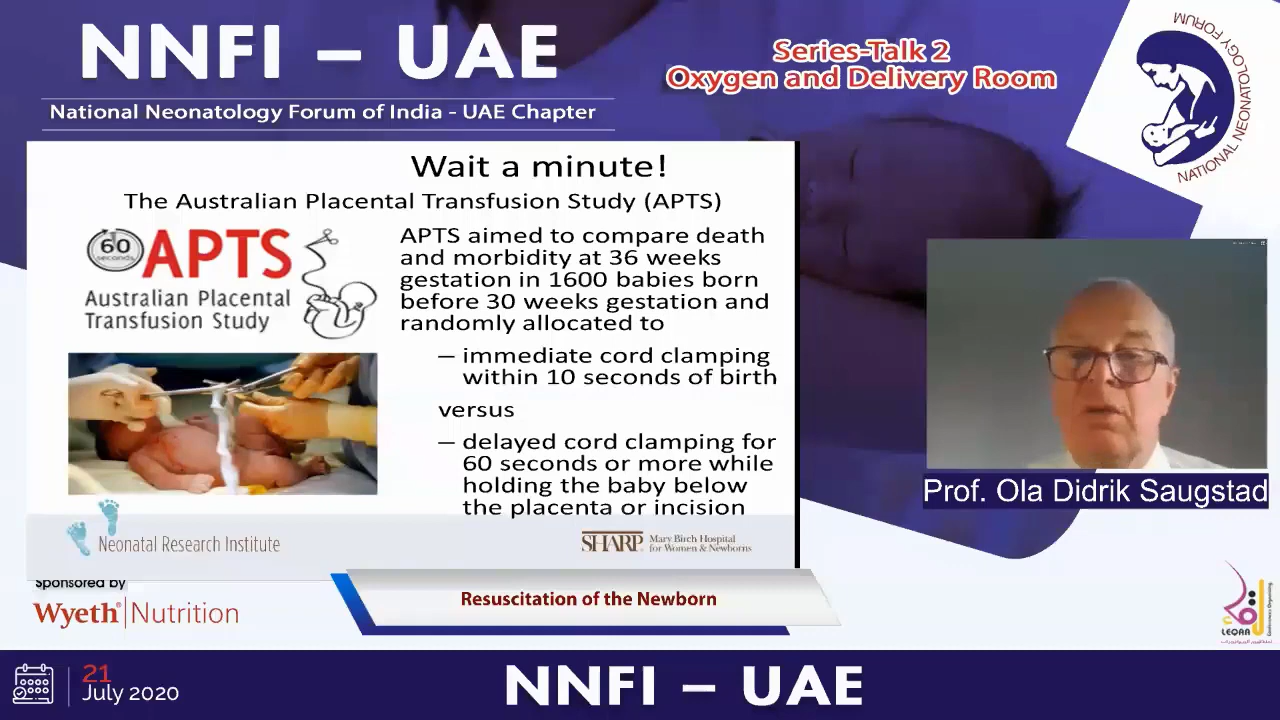 NNFI – UAE
National Neonatology Forum of India - UAE Chapter
Series-Talk 2
Oxygen and Delivery Room
NATIONAL NEONATOLOGY FORUM
Wait a minute!
The Australian Placental Transfusion Study (APTS)
60
seconds
APTS
Australian Placental
Transfusion Study
APTS aimed to compare death
and morbidity at 36 weeks
gestation in 1600 babies born
before 30 weeks gestation and
randomly allocated to
– immediate cord clamping
within 10 seconds of birth
versus
– delayed cord clamping for
60 seconds or more while
holding the baby below
the placenta or incision
Neonatal Research Institute
SHARP
Mary Birch Hospital
for Women & Newborns
Prof. Ola Didrik Saugstad
Sponsored by
Wyeth® Nutrition
Resuscitation of the Newborn
LEQAA
21
July 2020
NNFI – UAE